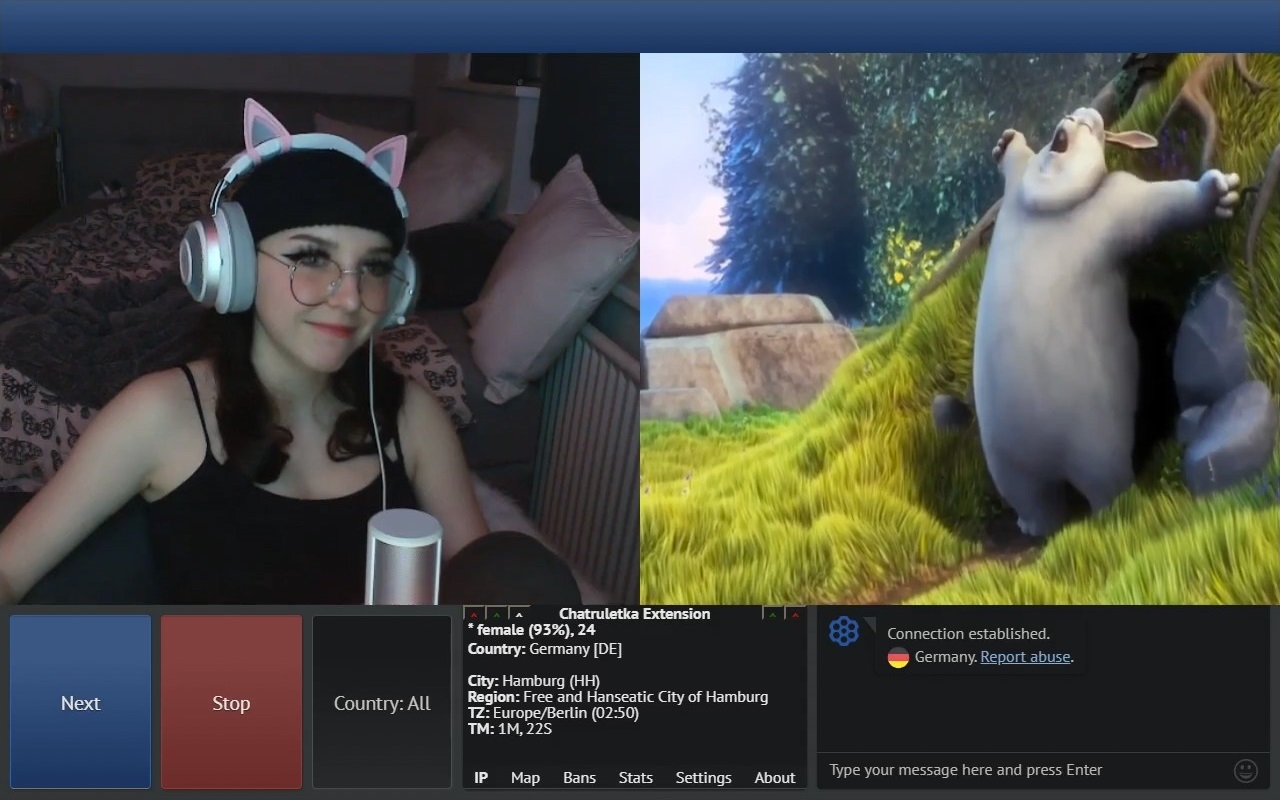 Chatruletka Extension
* female (93%), 24
Country: Germany [DE]
City: Hamburg (HH)
Region: Free and Hanseatic City of Hamburg
TZ: Europe/Berlin (02:50)
TM: 1M, 22S
IP Map Bans Stats Settings About
Next
Stop
Country: All
Connection established.
Germany. Report abuse.
Type your message here and press Enter